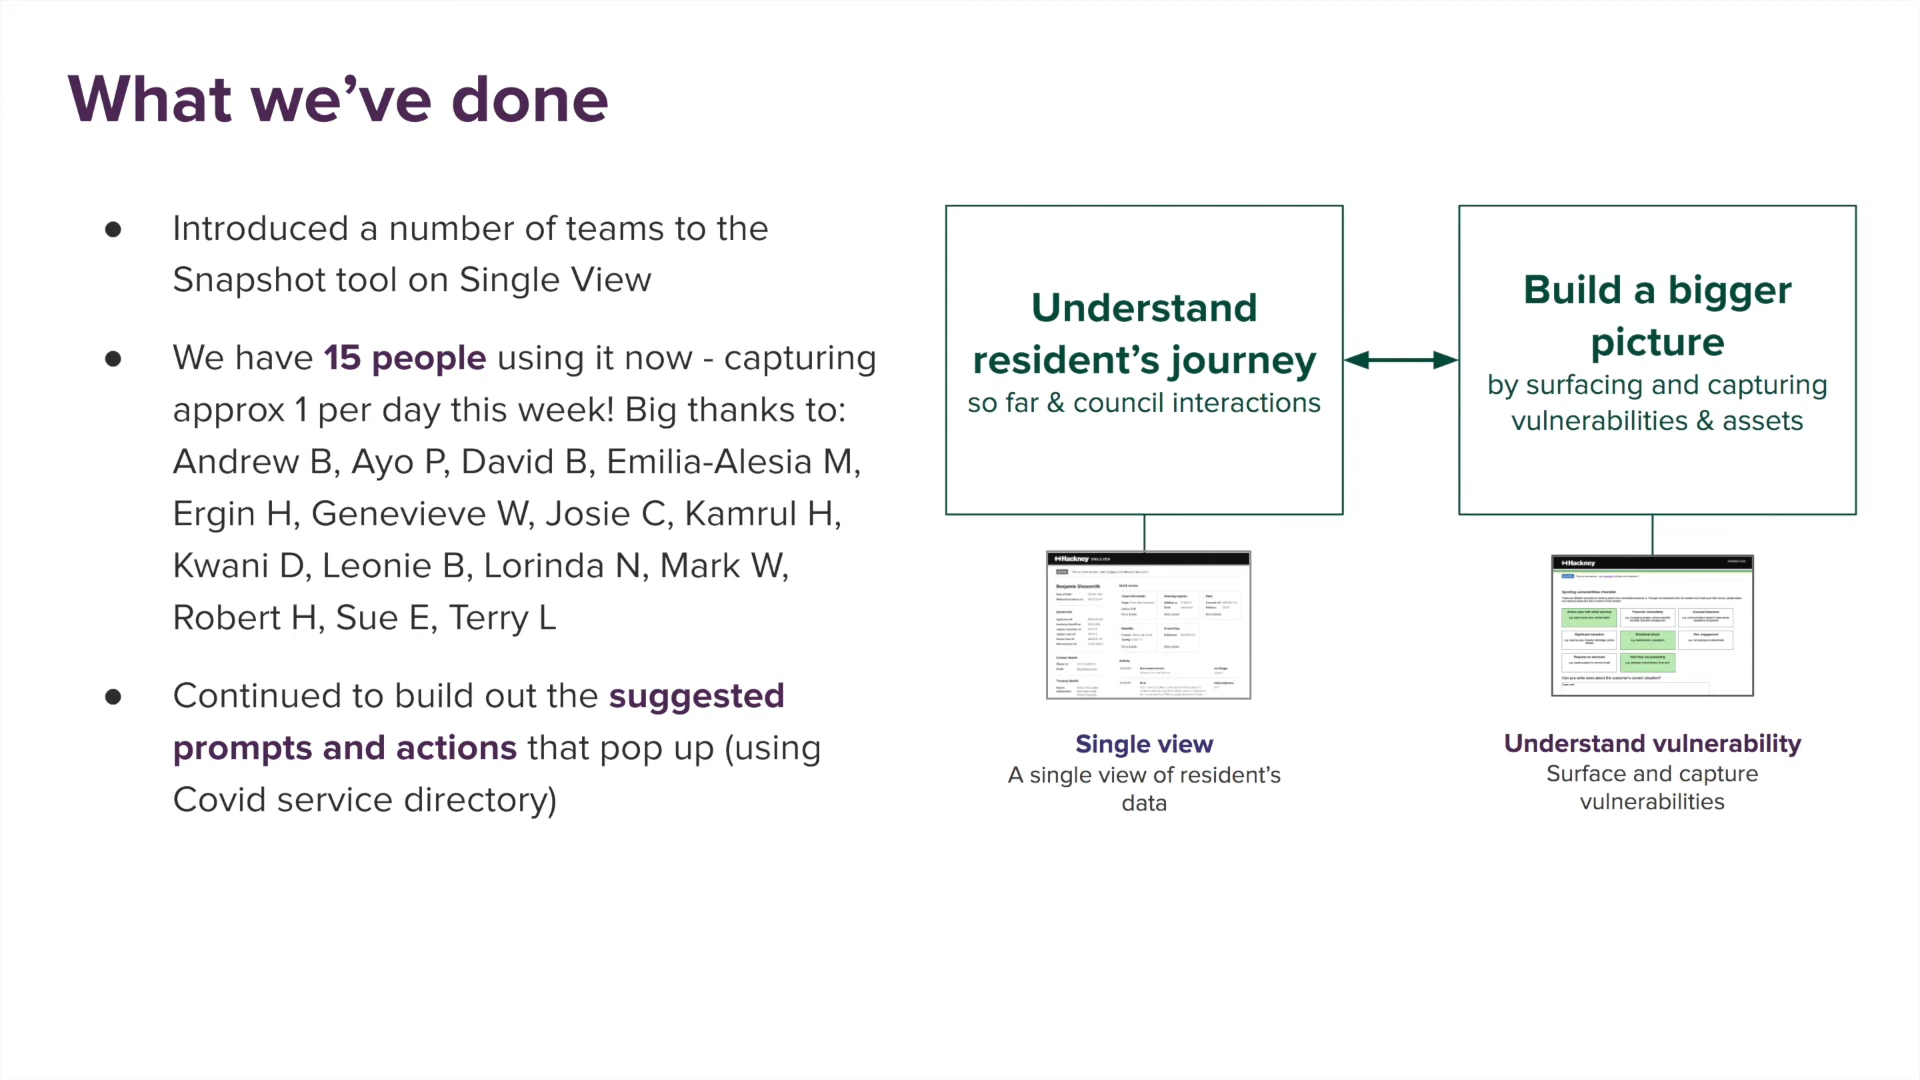 What we’ve done
● Introduced a number of teams to the
Snapshot tool on Single View
● We have 15 people using it now - capturing
approx 1 per day this week! Big thanks to:
Andrew B, Ayo P, David B, Emilia-Alesia M,
Ergin H, Genevieve W, Josie C, Kamrul H,
Kwani D, Leonie B, Lorinda N, Mark W,
Robert H, Sue E, Terry L
● Continued to build out the suggested
prompts and actions that pop up (using
Covid service directory)
Understand
resident’s journey
so far & council interactions
Build a bigger
picture
by surfacing and capturing
vulnerabilities & assets
Hackney
Single view
A single view of resident’s
data
Hackney
Understand vulnerability
Surface and capture
vulnerabilities